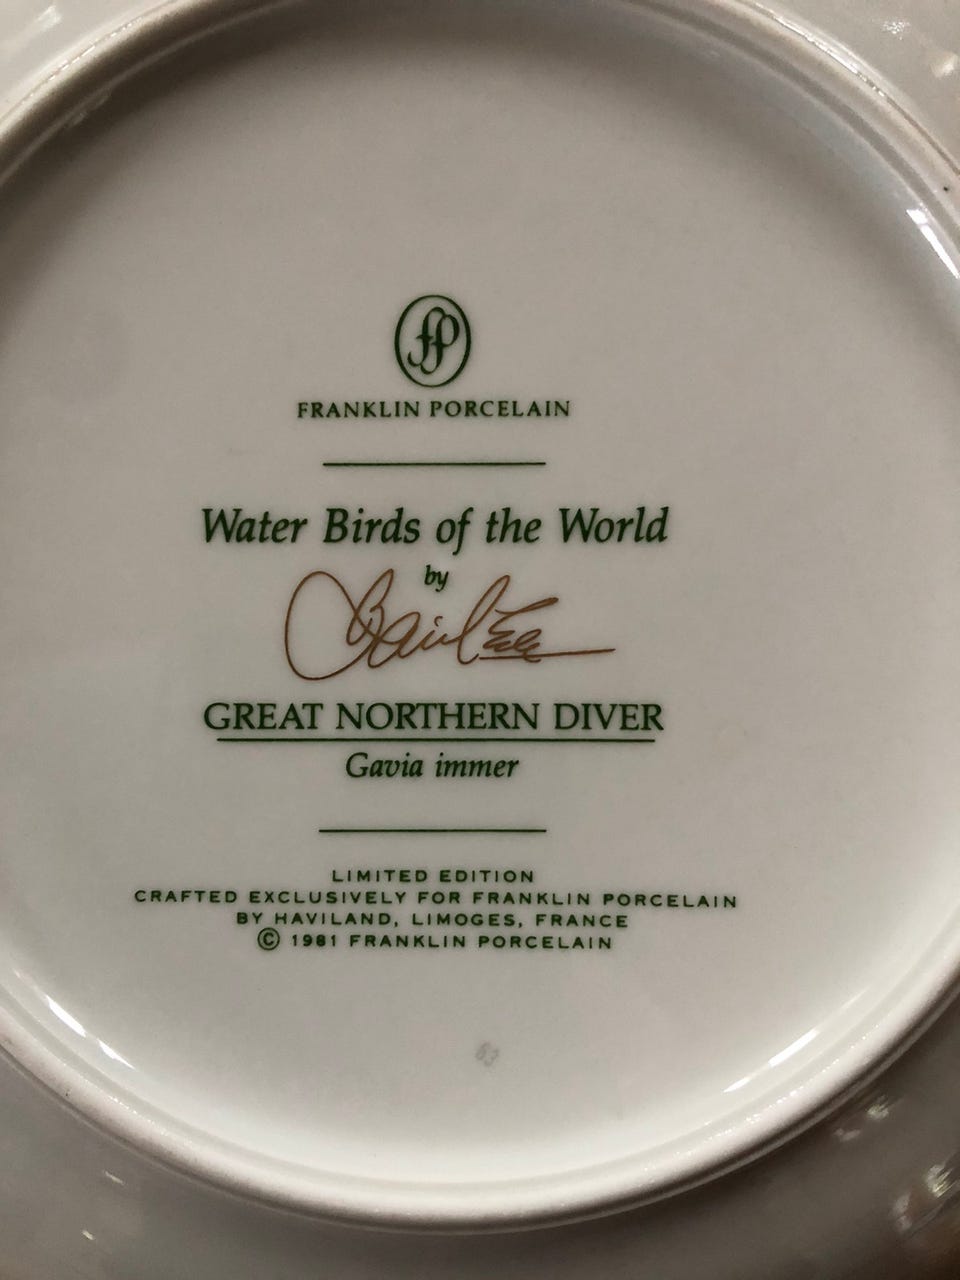 fP
FRANKLIN PORCELAIN
Water Birds of the World
by
GREAT NORTHERN DIVER
Gavia immer
LIMITED EDITION
CRAFTED EXCLUSIVELY FOR FRANKLIN PORCELAIN
BY HAVILAND, LIMOGES, FRANCE
© 1981 FRANKLIN PORCELAIN